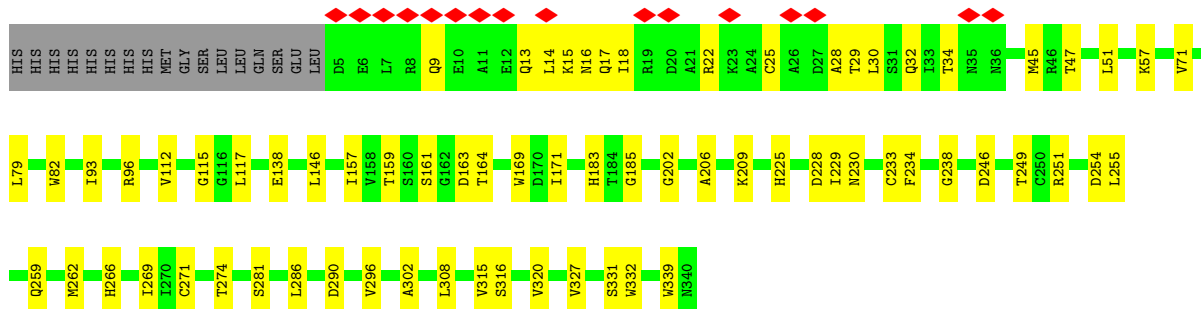 HIS HIS HIS HIS HIS HIS HIS MET GLY SER LEU LEU GLN SER GLU LEU D5 E6 L7 R8 Q9 E10 A11 E12 Q13 L14 K15 N16 Q17 I18 R19 D20 A21 R22 K23 A24 C25 A26 D27 A28 T29 L30 S31 Q32 I33 T34 N35 N36 M45 R46 T47 L51 K57 V71
L79 W82 I93 R96 V112 G115 G116 L117 E138 L146 I157 V158 T159 S160 S161 G162 D163 T164 W169 D170 I171 H183 T184 G185 G202 A206 K209 H225 D228 I229 N230 C233 F234 G238 D246 T249 C250 R251 D254 L255
Q259 M262 H266 I269 I270 C271 T274 S281 L286 D290 V296 A302 L308 V315 S316 V320 V327 S331 W332 W339 N340